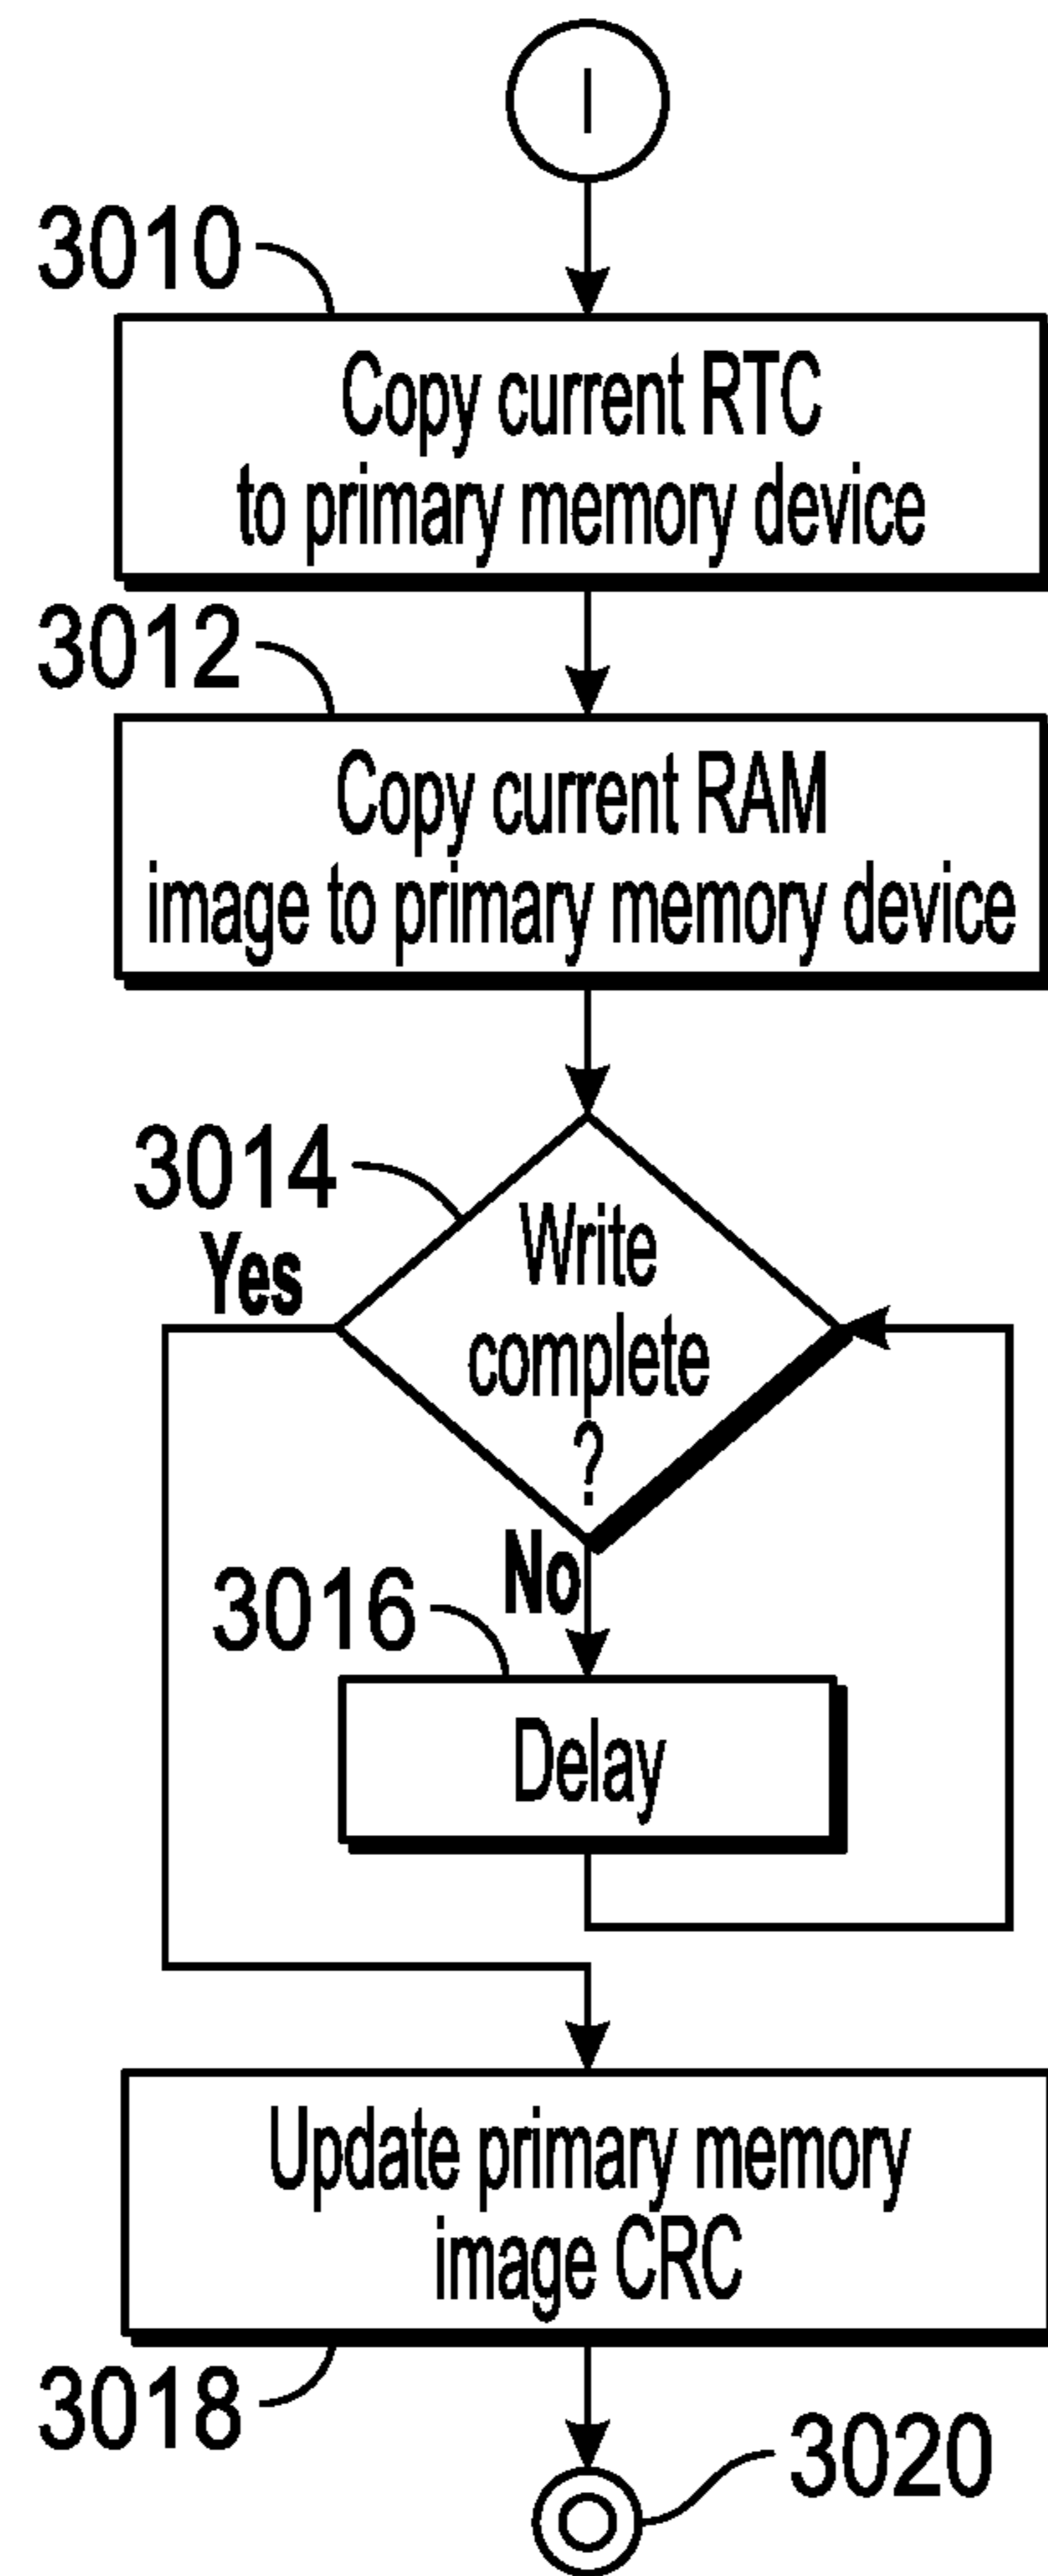 I
3010
Copy current RTC
to primary memory device
3012
Copy current RAM
image to primary memory device
3014
Yes
Write
complete
?
No
3016
Delay
Update primary memory
image CRC
3018
3020